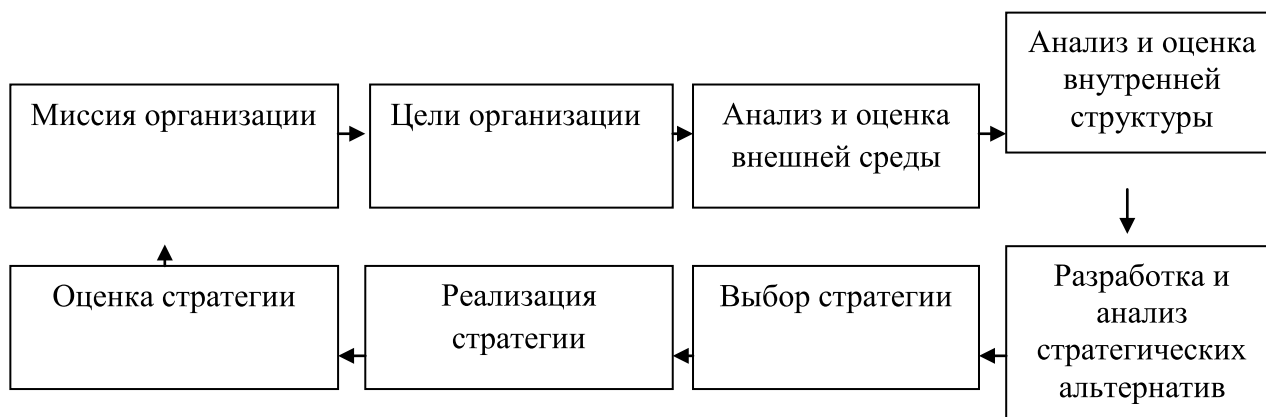 Миссия организации
Цели организации
Анализ и оценка
внешней среды
Анализ и оценка
внутренней
структуры
Оценка стратегии
Реализация
стратегии
Выбор стратегии
Разработка и
анализ
стратегических
альтернатив